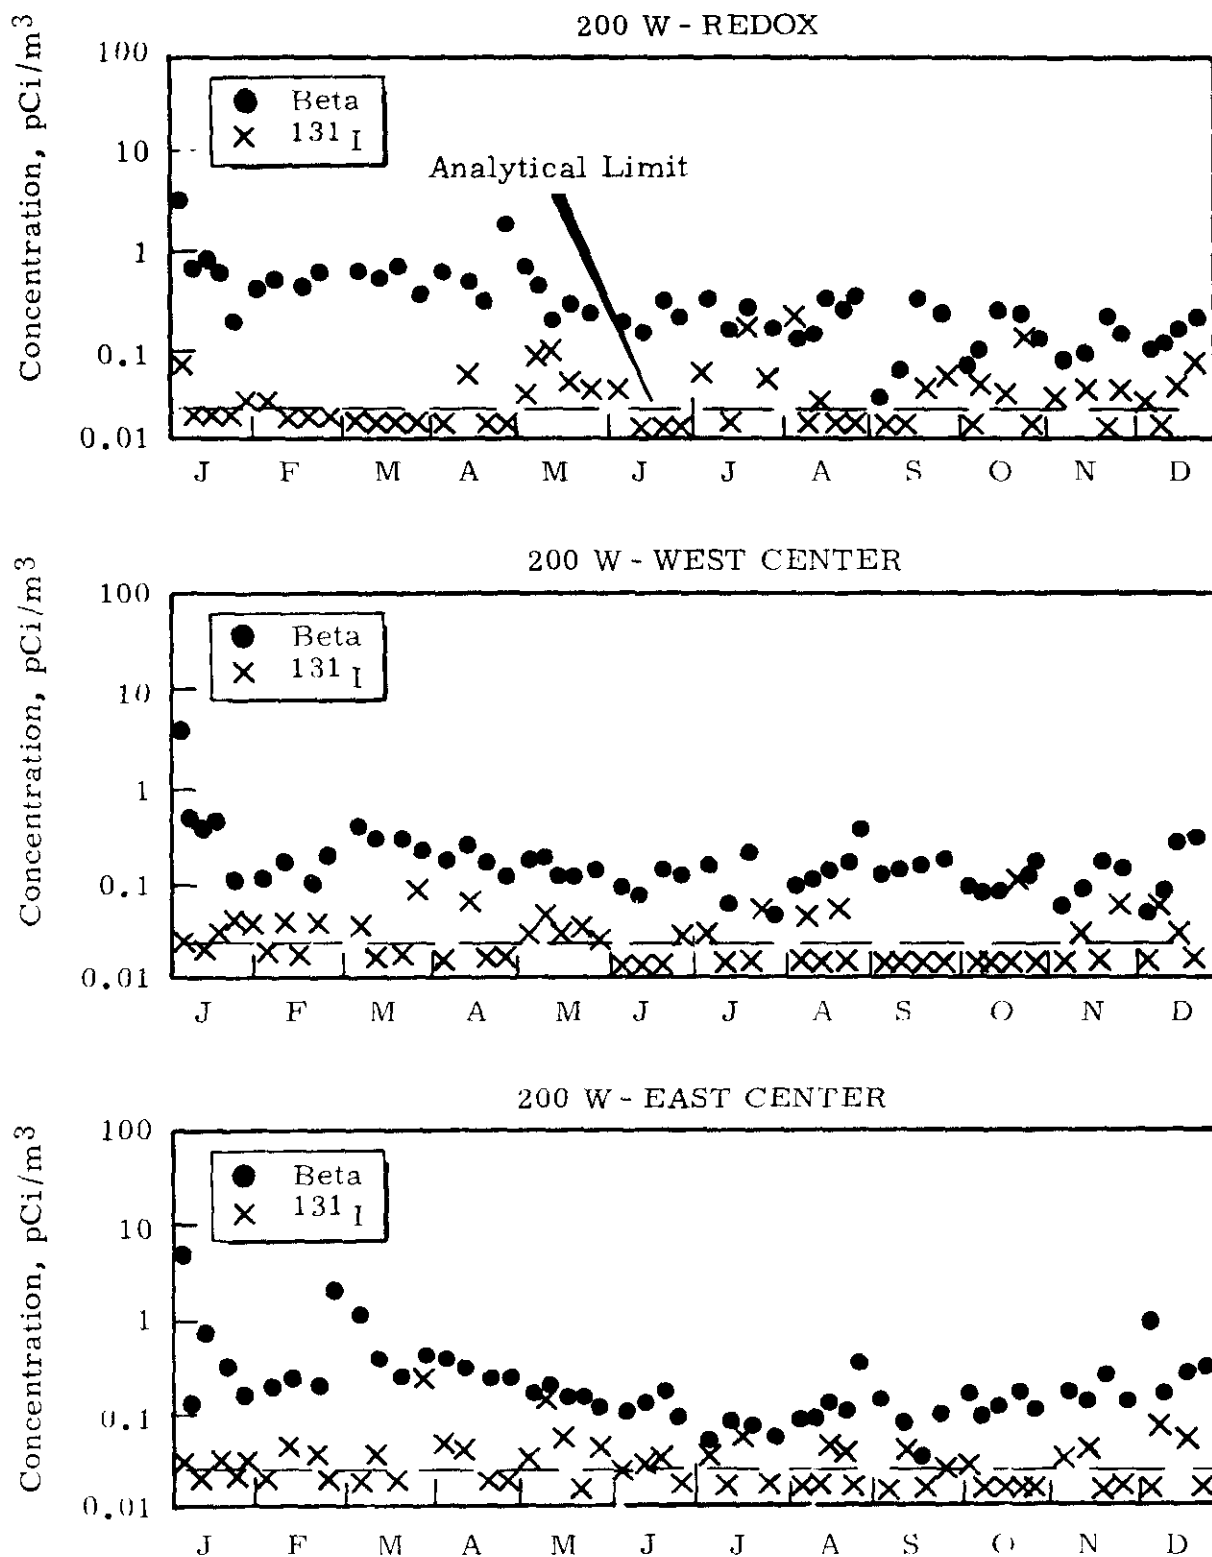 200 W - REDOX
Concentration, pCi/m3
100
10
1
0.1
0.01
Beta
131 I
Analytical Limit
J F M A M J J A S O N D
200 W - WEST CENTER
Concentration, pCi/m3
100
10
1
0.1
0.01
Beta
131 I
J F M A M J J A S O N D
200 W - EAST CENTER
Concentration, pCi/m3
100
10
1
0.1
0.01
Beta
131 I
J F M A M J J A S O N D